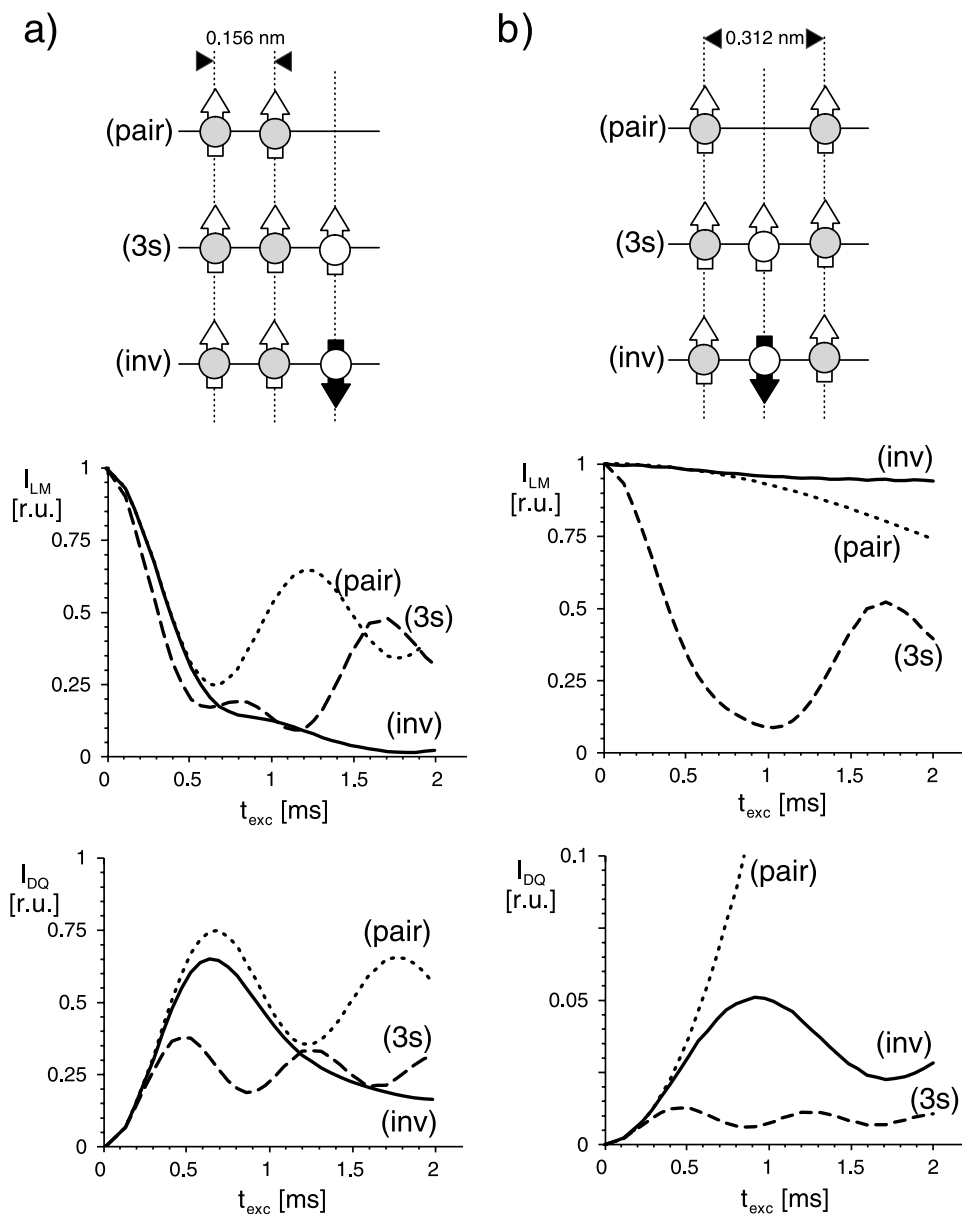 a)
0.156 nm
(pair)
(3s)
(inv)
b)
0.312 nm
(pair)
(3s)
(inv)
1
I_LM
[r.u.]
0.75
0.5
0.25
0
(pair)
(3s)
(inv)
0 0.5 1 1.5 2
t_exc [ms]
1
I_LM
[r.u.]
0.75
0.5
0.25
0
(inv)
(pair)
(3s)
0 0.5 1 1.5 2
t_exc [ms]
1
I_DQ
[r.u.]
0.75
0.5
0.25
0
(pair)
(3s)
(inv)
0 0.5 1 1.5 2
t_exc [ms]
0.1
I_DQ
[r.u.]
0.05
0
(pair)
(inv)
(3s)
0 0.5 1 1.5 2
t_exc [ms]